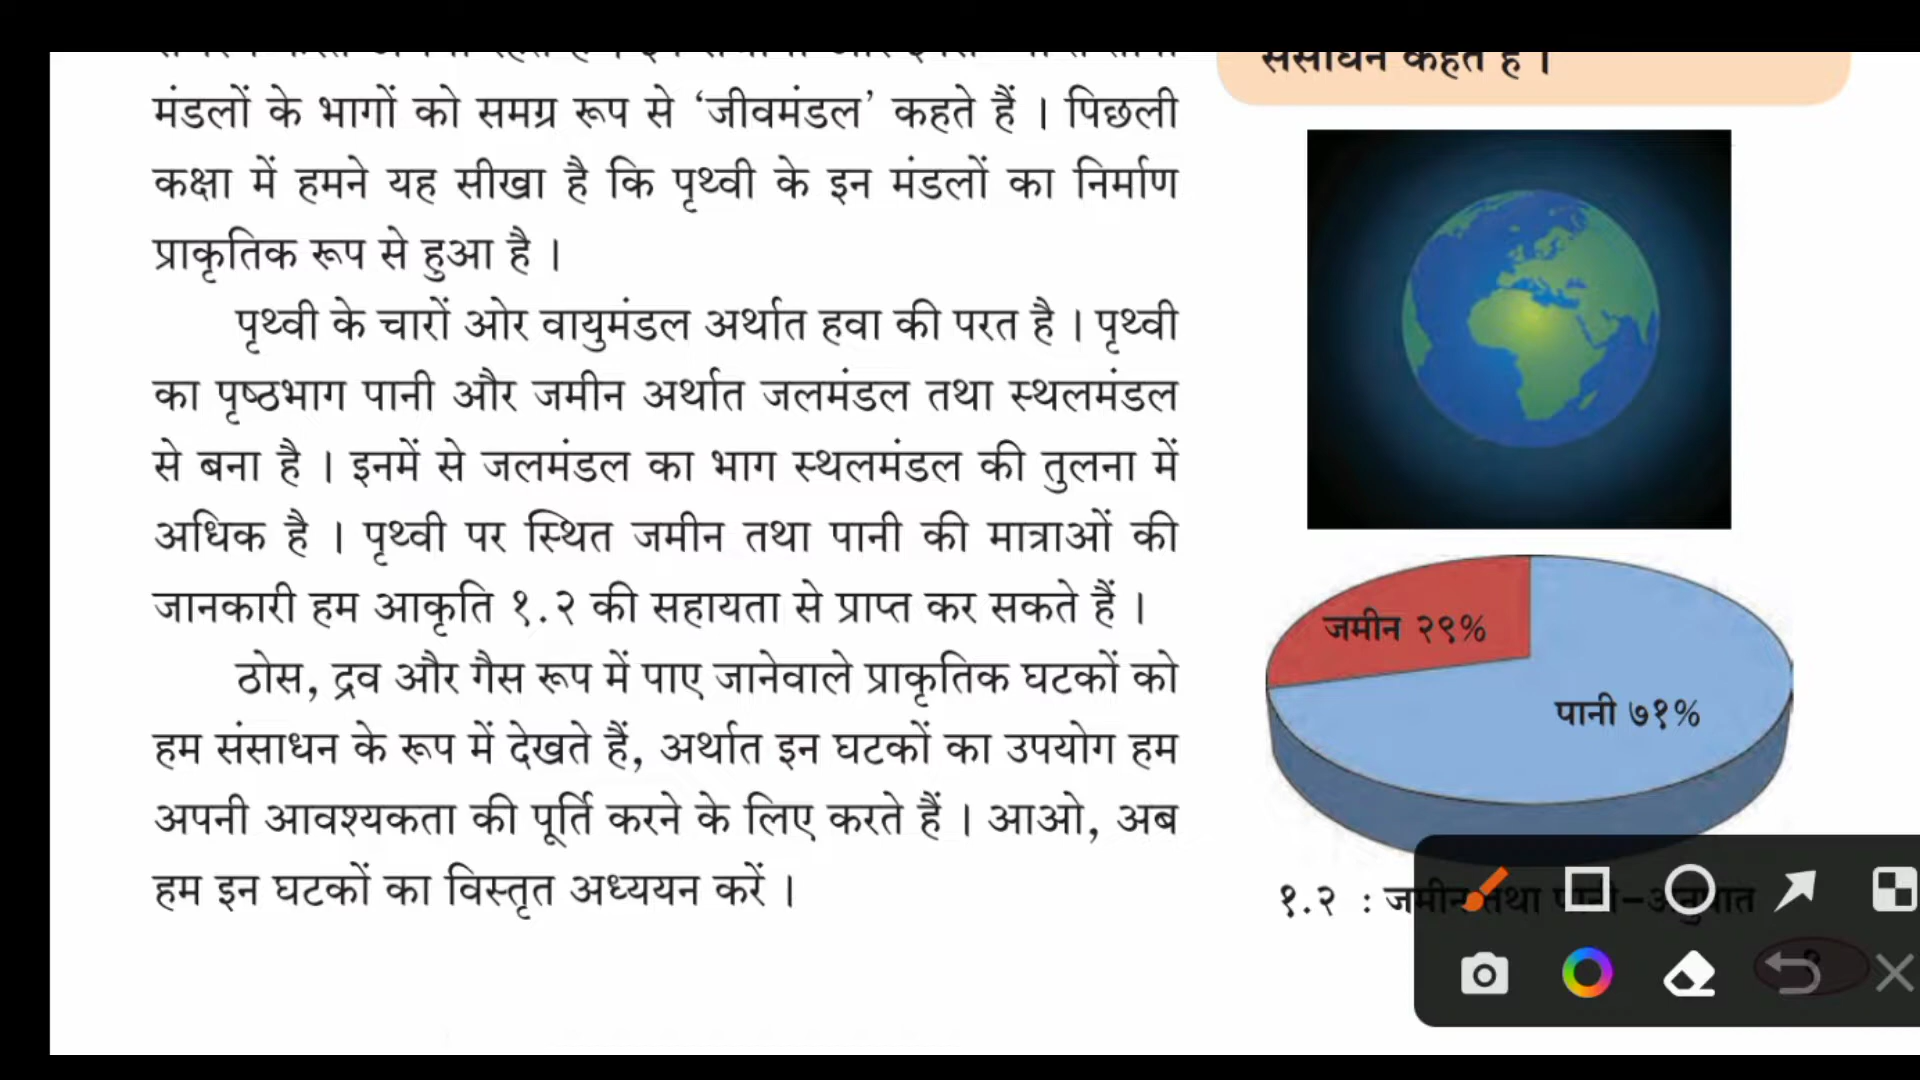 मंडलों के भागों को समग्र रूप से ‘जीवमंडल’ कहते हैं । पिछली
कक्षा में हमने यह सीखा है कि पृथ्वी के इन मंडलों का निर्माण
प्राकृतिक रूप से हुआ है ।
पृथ्वी के चारों ओर वायुमंडल अर्थात हवा की परत है । पृथ्वी
का पृष्ठभाग पानी और जमीन अर्थात जलमंडल तथा स्थलमंडल
से बना है । इनमें से जलमंडल का भाग स्थलमंडल की तुलना में
अधिक है । पृथ्वी पर स्थित जमीन तथा पानी की मात्राओं की
जानकारी हम आकृति १.२ की सहायता से प्राप्त कर सकते हैं ।
ठोस, द्रव और गैस रूप में पाए जानेवाले प्राकृतिक घटकों को
हम संसाधन के रूप में देखते हैं, अर्थात इन घटकों का उपयोग हम
अपनी आवश्यकता की पूर्ति करने के लिए करते हैं । आओ, अब
हम इन घटकों का विस्तृत अध्ययन करें ।
संसाधन कहते हैं ।
जमीन २९%
पानी ७१%
१.२ : जमीन तथा पानी-अनुपात